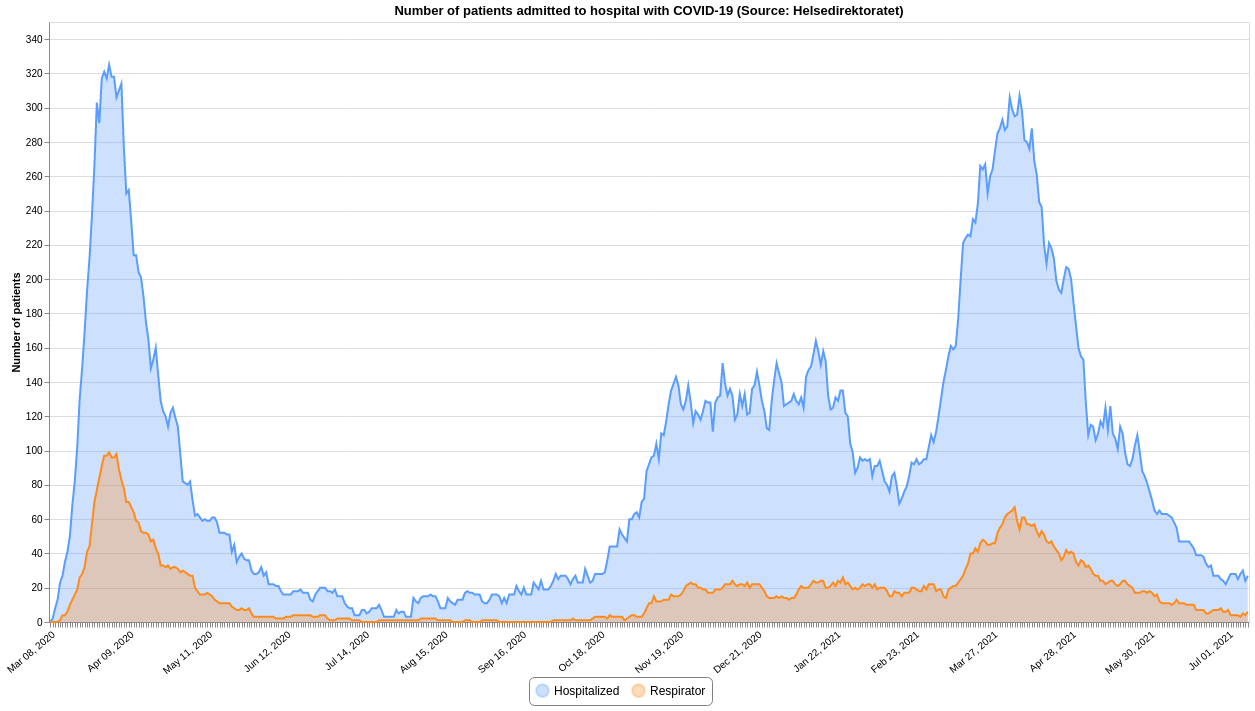 Number of patients admitted to hospital with COVID-19 (Source: Helsedirektoratet)
Number of patients
340
320
300
280
260
240
220
200
180
160
140
120
100
80
60
40
20
0
Mar 08, 2020
Apr 09, 2020
May 11, 2020
Jun 12, 2020
Jul 14, 2020
Aug 15, 2020
Sep 16, 2020
Oct 18, 2020
Nov 19, 2020
Dec 21, 2020
Jan 22, 2021
Feb 23, 2021
Mar 27, 2021
Apr 28, 2021
May 30, 2021
Jul 01, 2021
Hospitalized
Respirator